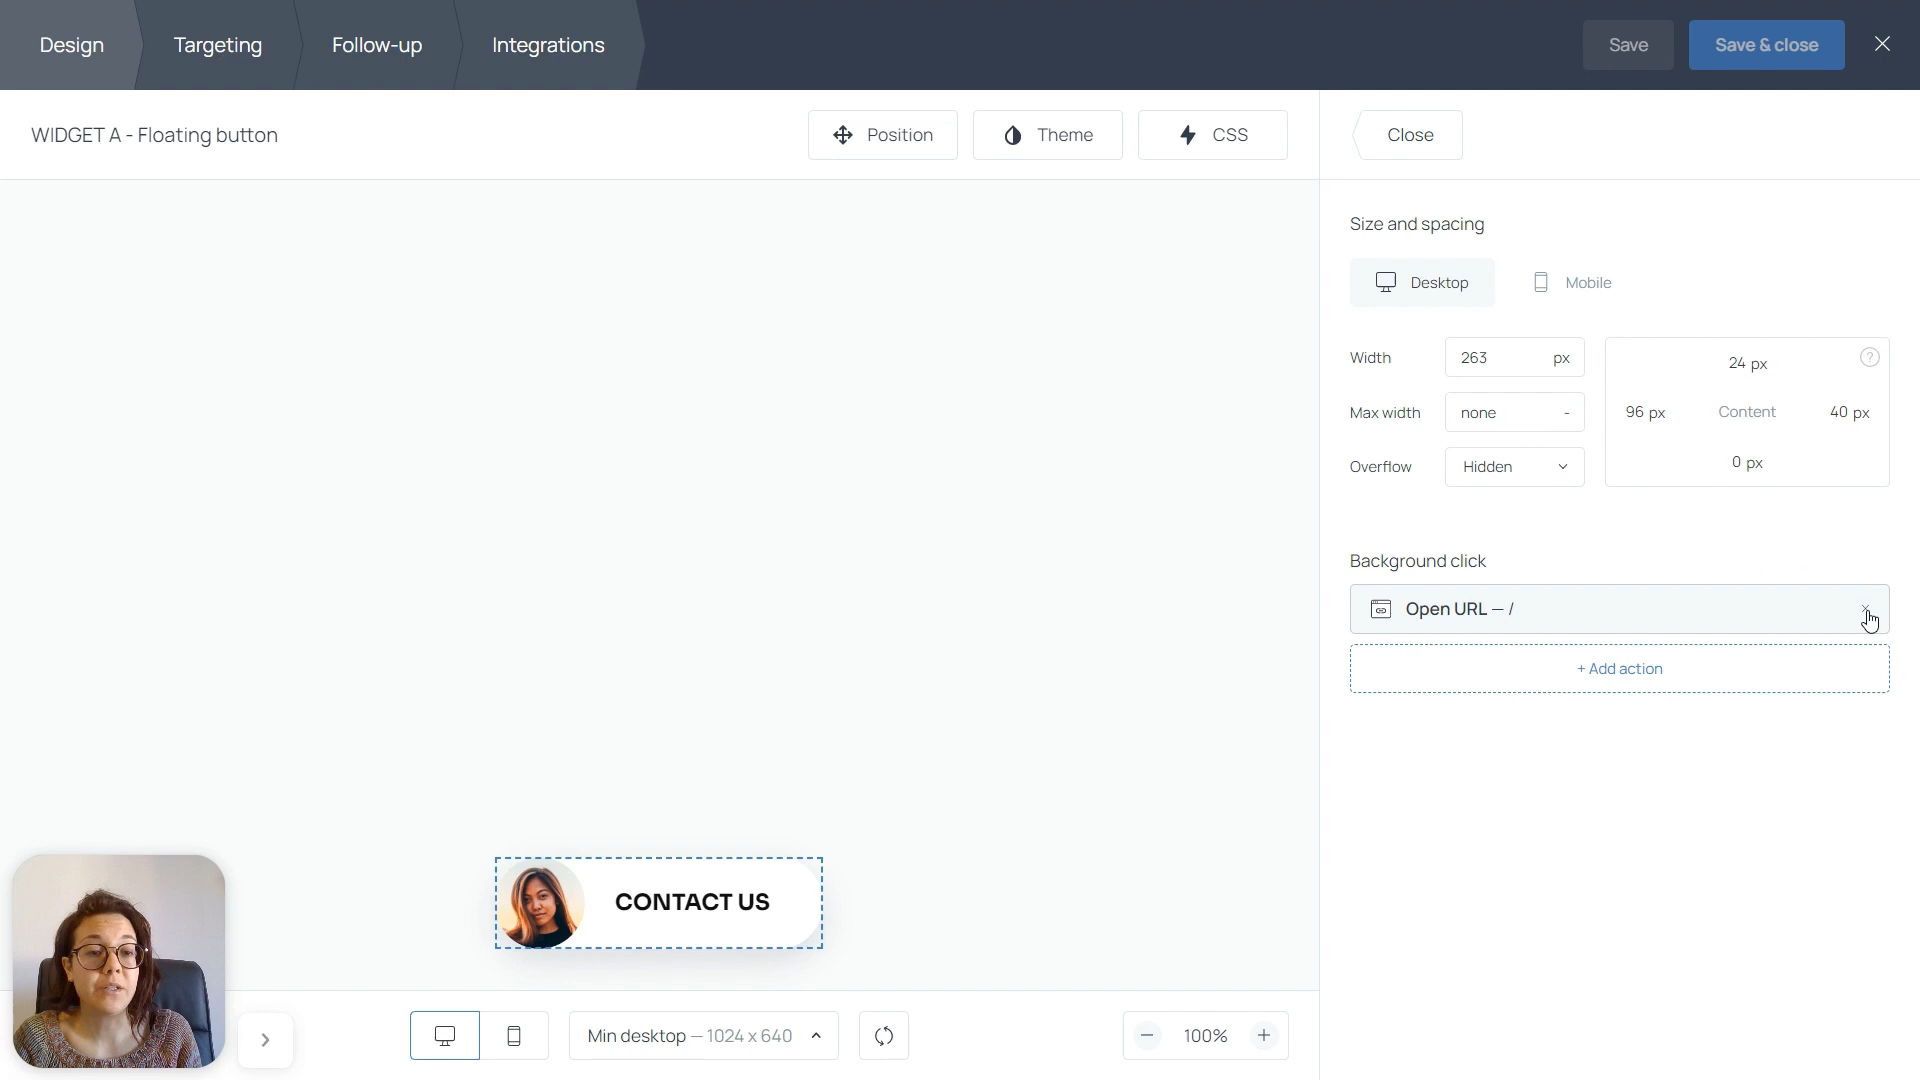 Design
Targeting
Follow-up
Integrations
Save
Save & close
WIDGET A - Floating button
Position
Theme
CSS
Close
Size and spacing
Desktop
Mobile
Width
263 px
24 px
?
Max width
none -
96 px
Content
40 px
Overflow
Hidden
0 px
Background click
Open URL — /
+ Add action
CONTACT US
Min desktop — 1024 x 640
100%